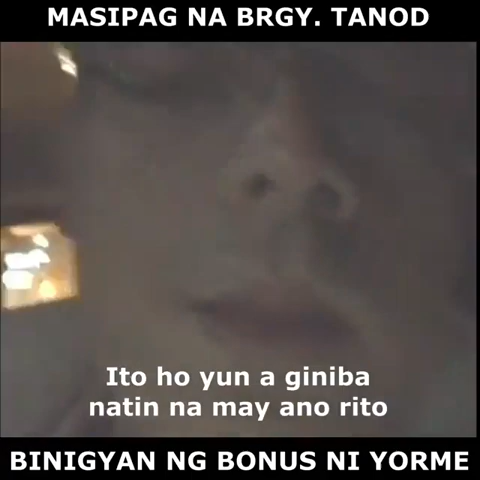 MASIPAG NA BRGY. TANOD
Ito ho yun a giniba
natin na may ano rito
BINIGYAN NG BONUS NI YORME